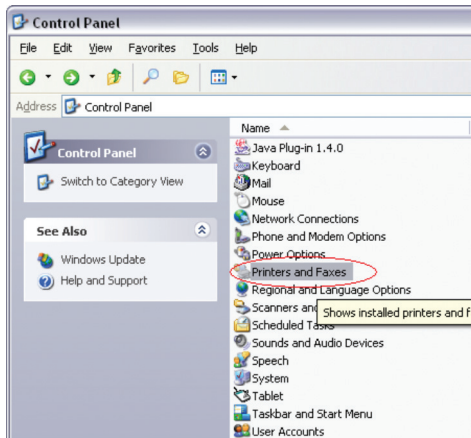 Control Panel
File Edit View Favorites Tools Help
Address Control Panel
Control Panel
Switch to Category View
See Also
Windows Update
Help and Support
Name
Java Plug-in 1.4.0
Keyboard
Mail
Mouse
Network Connections
Phone and Modem Options
Power Options
Printers and Faxes
Regional and Language Options
Scanners and
Shows installed printers and f
Scheduled Tasks
Sounds and Audio Devices
Speech
System
Tablet
Taskbar and Start Menu
User Accounts